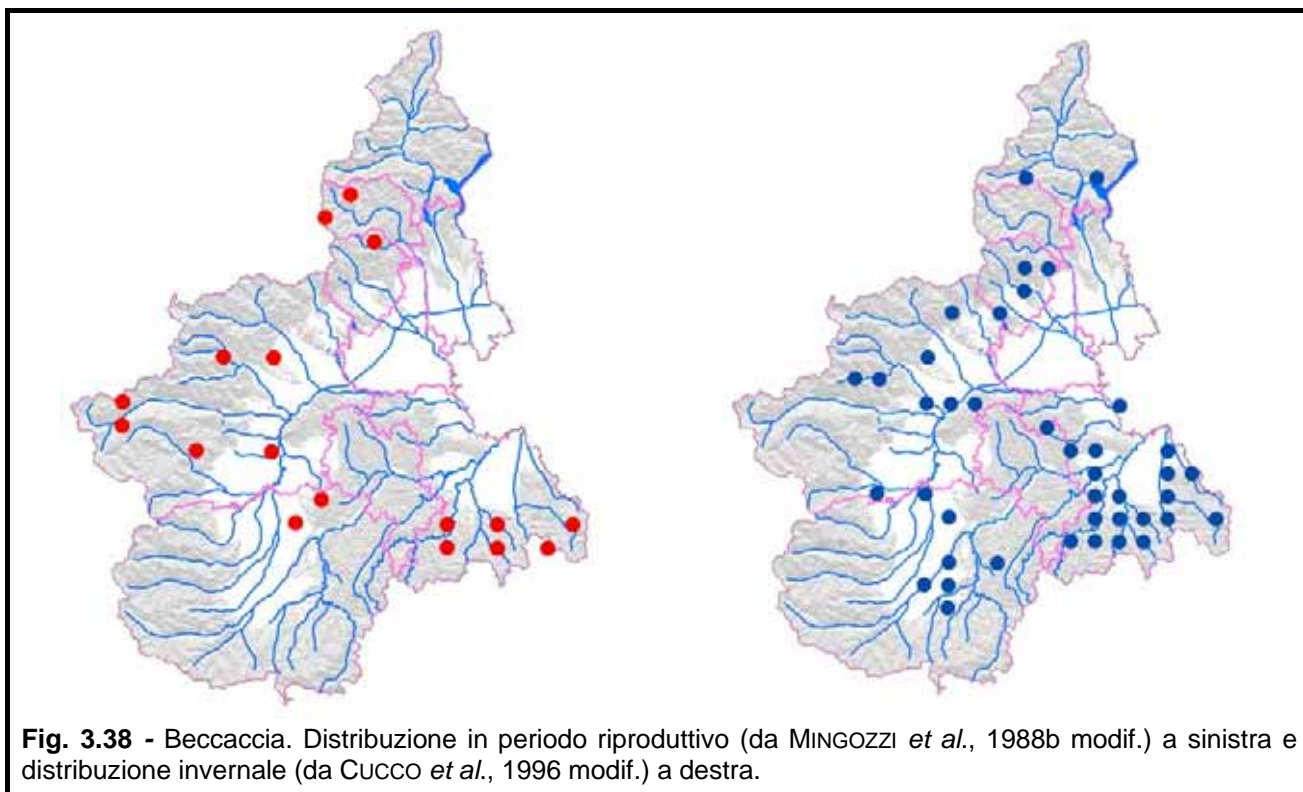 Fig. 3.38 - Beccaccia. Distribuzione in periodo riproduttivo (da MINGOZZI et al., 1988b modif.) a sinistra e
distribuzione invernale (da CUCCO et al., 1996 modif.) a destra.